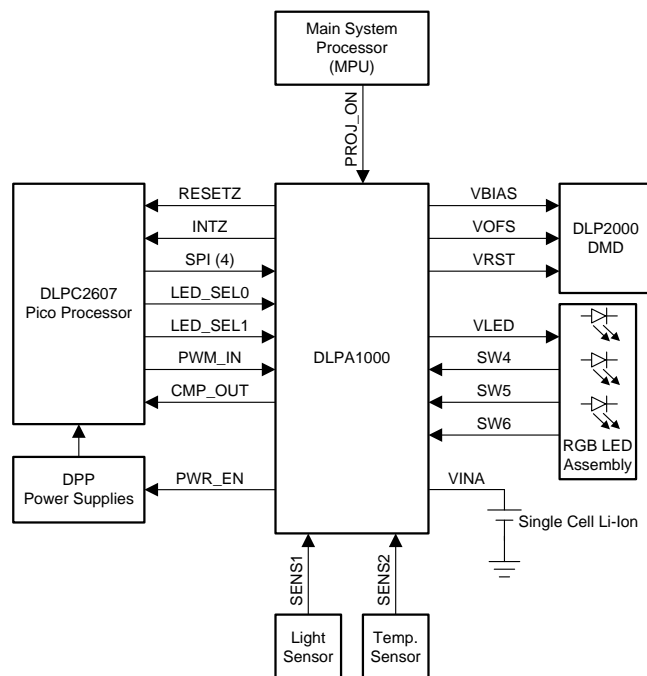 Main System
Processor
(MPU)
PROJ_ON
RESETZ
INTZ
SPI (4)
LED_SEL0
LED_SEL1
PWM_IN
CMP_OUT
DLPC2607
Pico Processor
DLPA1000
VBIAS
VOFS
VRST
DLP2000
DMD
VLED
SW4
SW5
SW6
RGB LED
Assembly
DPP
Power Supplies
PWR_EN
VINA
Single Cell Li-Ion
SENS1
SENS2
Light
Sensor
Temp.
Sensor